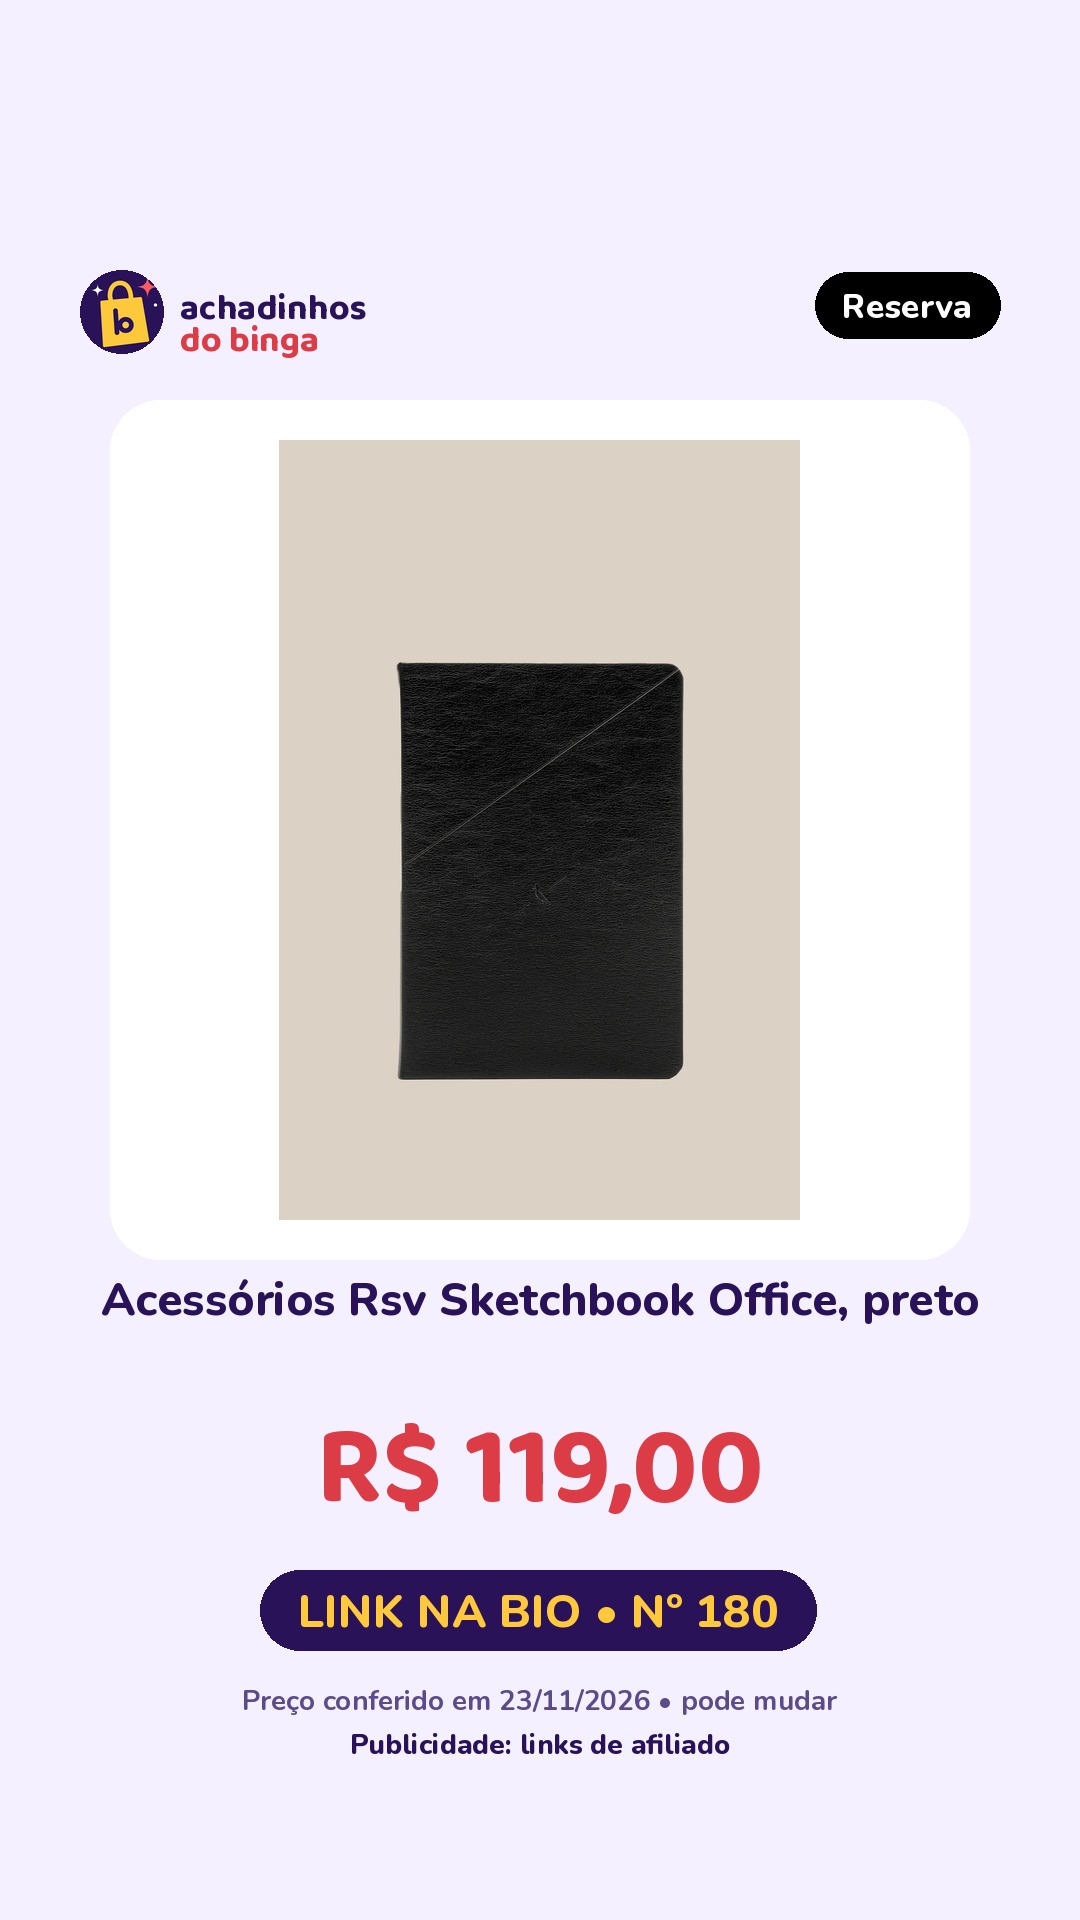 achadinhos
do binga
Reserva
Acessórios Rsv Sketchbook Office, preto
R$ 119,00
LINK NA BIO • Nº 180
Preço conferido em 23/11/2026 • pode mudar
Publicidade: links de afiliado